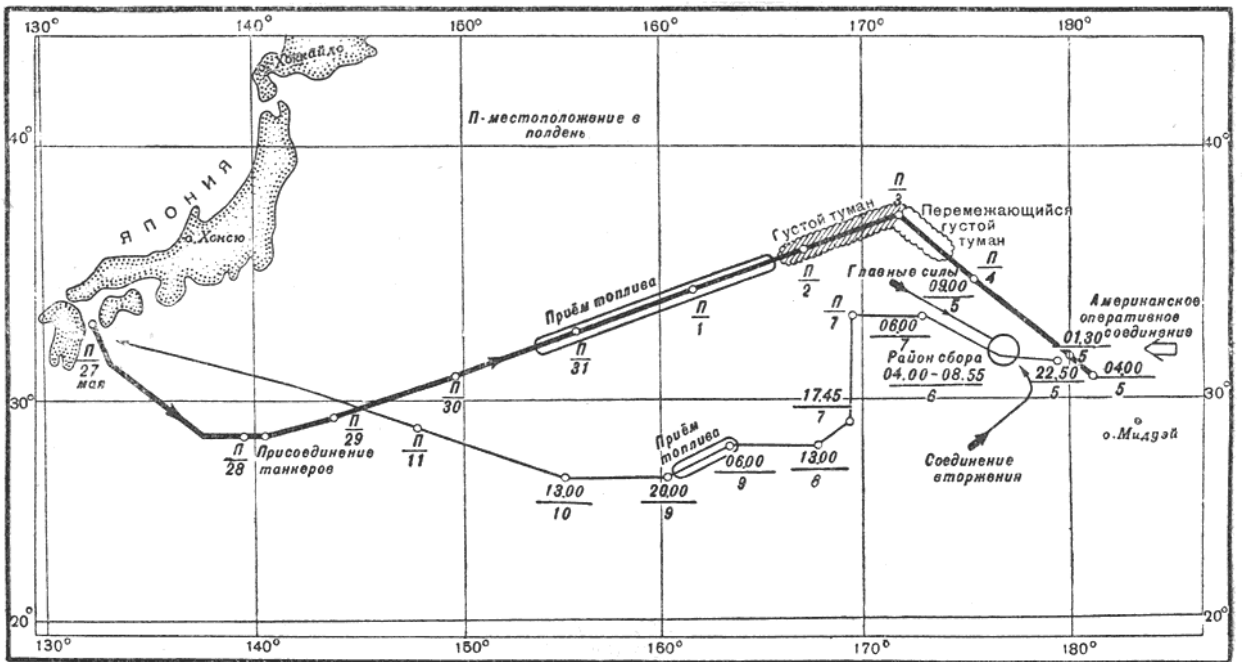 130° 140° 150° 160° 170° 180°
о. Хоккайдо
40° 40°
П-местоположение в
полдень
ЯПОНИЯ
о. Хонсю
П
3
Густой туман
Перемежающийся
густой
туман
П
2
П
4
Главные силы
09.00
5
Приём топлива
П
1
П
31
П
7
06.00
7
Американское
оперативное
соединение
01.30
5
Район сбора
04.00-08.55
6
22.50
5
04.00
5
П
27
мая
П
30
30° 30°
17.45
7
П
29
П
11
П
28
Присоединение
танкеров
Приём
топлива
о. Мидуэй
06.00
9
13.00
8
Соединение
вторжения
13.00
10
20.00
9
20° 20°
130° 140° 150° 160° 170° 180°